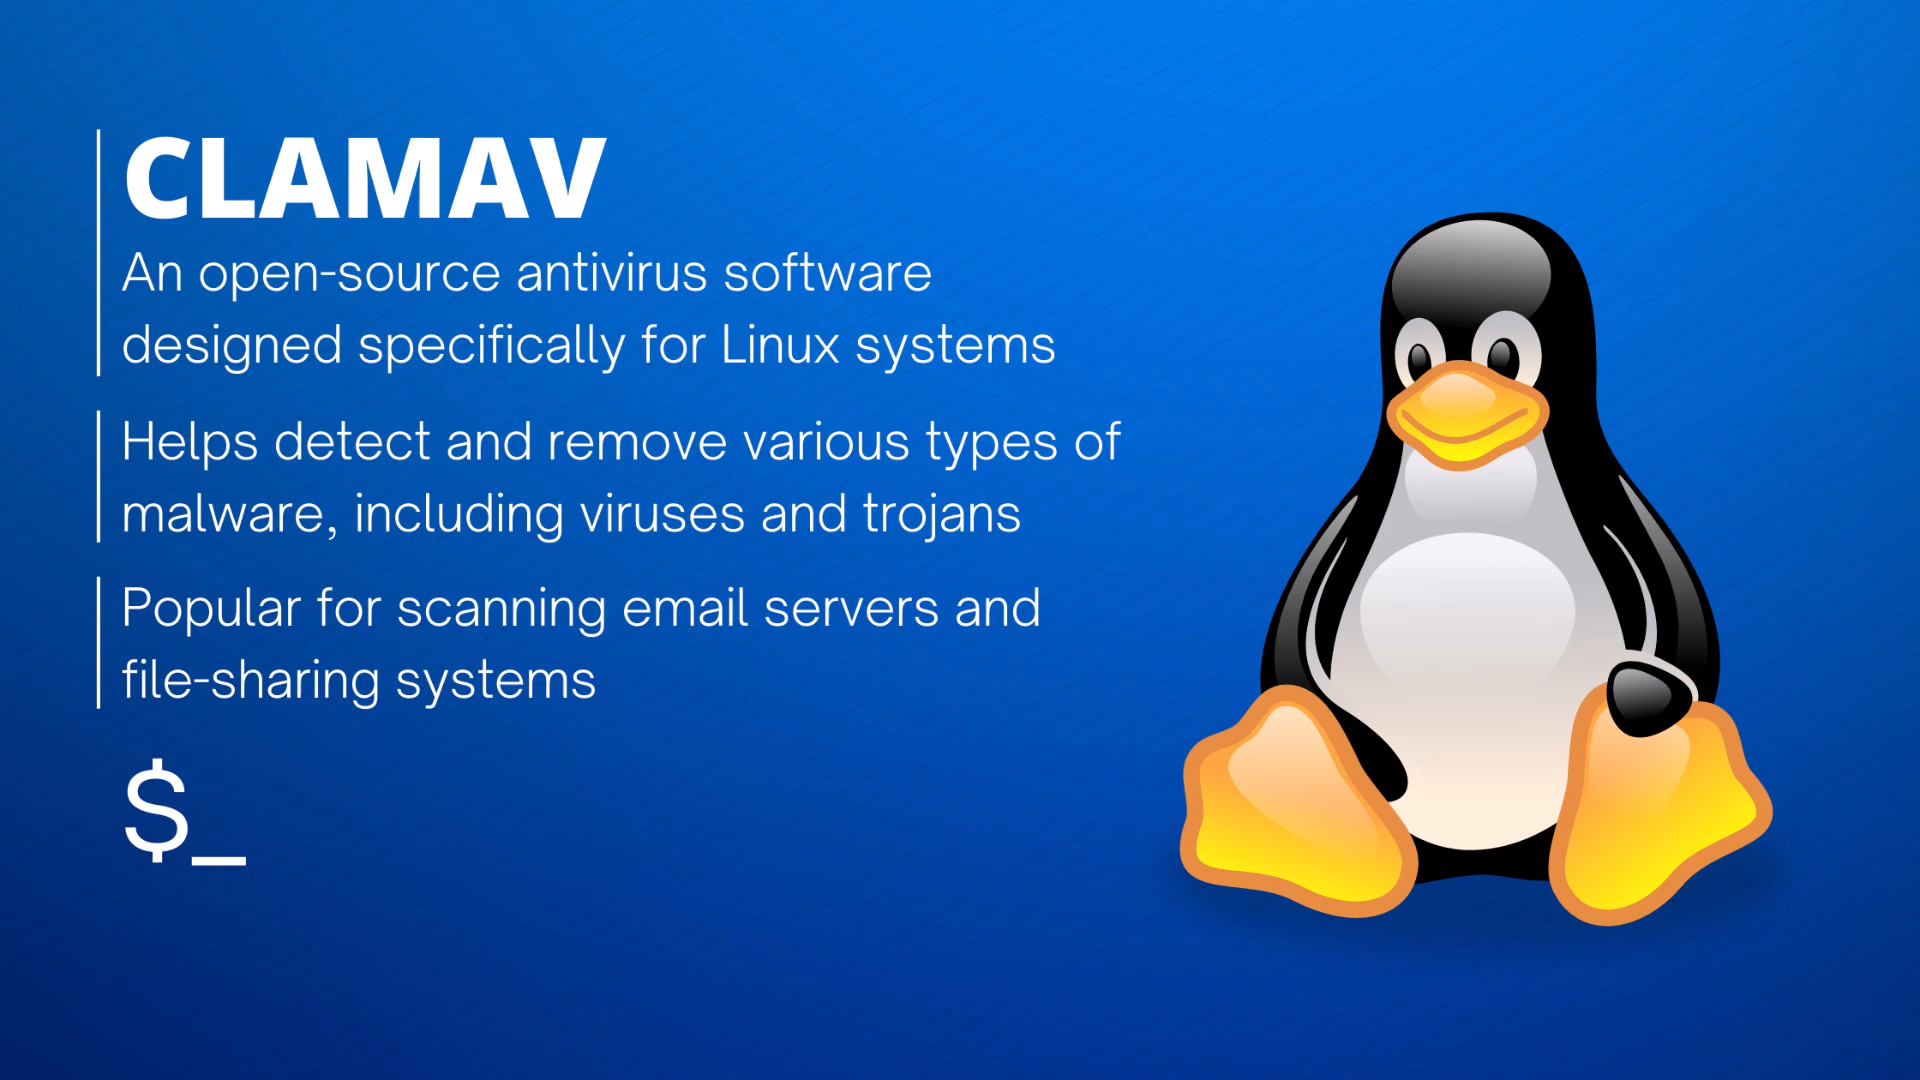 CLAMAV
An open-source antivirus software
designed specifically for Linux systems
Helps detect and remove various types of
malware, including viruses and trojans
Popular for scanning email servers and
file-sharing systems
$_